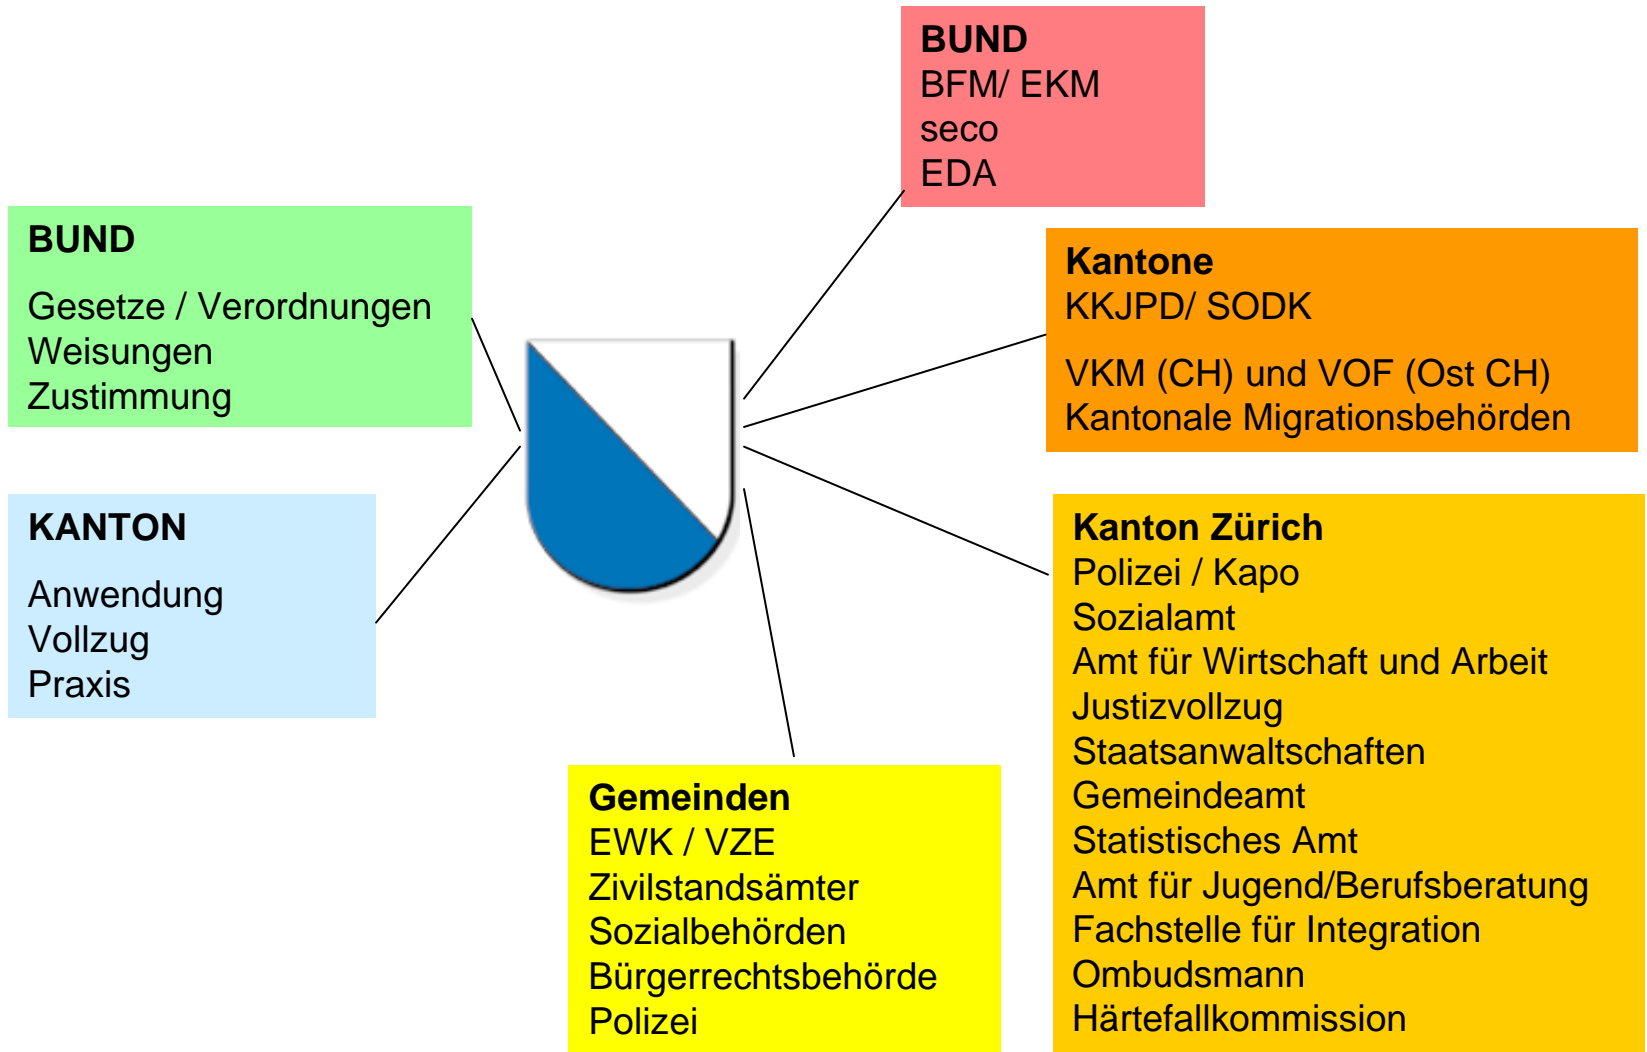 BUND
Gesetze / Verordnungen
Weisungen
Zustimmung
KANTON
Anwendung
Vollzug
Praxis
BUND
BFM/ EKM
seco
EDA
Kantone
KKJPD/ SODK
VKM (CH) und VOF (Ost CH)
Kantonale Migrationsbehörden
Kanton Zürich
Polizei / Kapo
Sozialamt
Amt für Wirtschaft und Arbeit
Justizvollzug
Staatsanwaltschaften
Gemeindeamt
Statistisches Amt
Amt für Jugend/Berufsberatung
Fachstelle für Integration
Ombudsmann
Härtefallkommission
Gemeinden
EWK / VZE
Zivilstandsämter
Sozialbehörden
Bürgerrechtsbehörde
Polizei